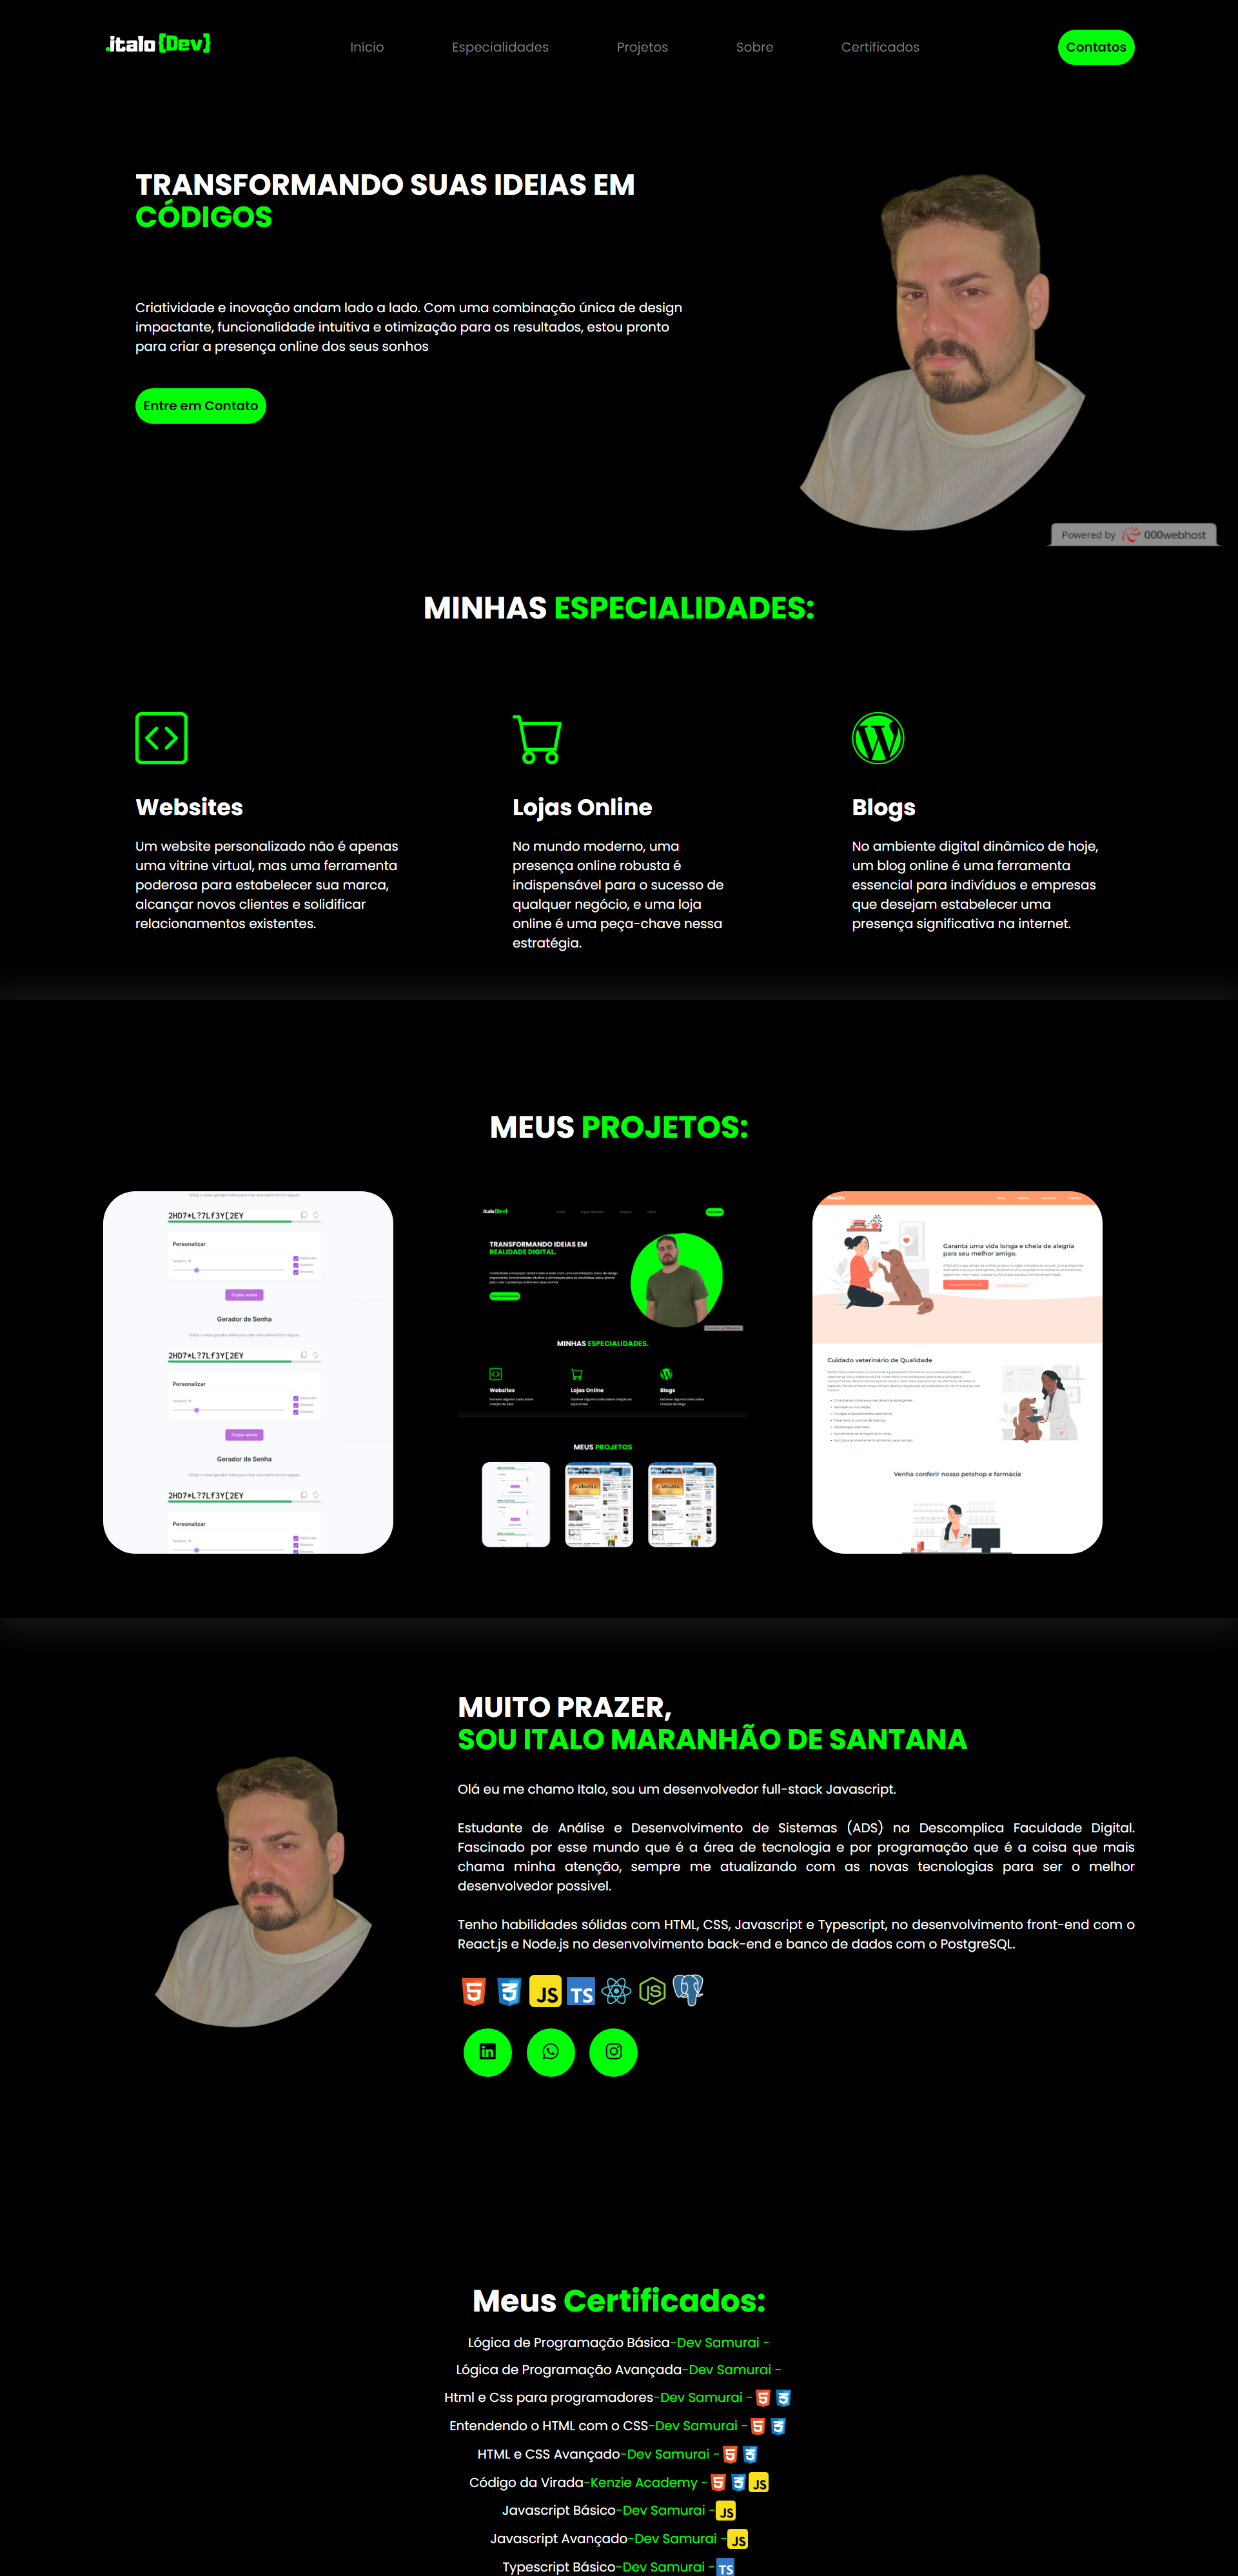 .italo{Dev}
Início
Especialidades
Projetos
Sobre
Certificados
Contatos
TRANSFORMANDO SUAS IDEIAS EM
CÓDIGOS
Criatividade e inovação andam lado a lado. Com uma combinação única de design
impactante, funcionalidade intuitiva e otimização para os resultados, estou pronto
para criar a presença online dos seus sonhos
Entre em Contato
Powered by 000webhost
MINHAS ESPECIALIDADES:
Websites
Um website personalizado não é apenas
uma vitrine virtual, mas uma ferramenta
poderosa para estabelecer sua marca,
alcançar novos clientes e solidificar
relacionamentos existentes.
Lojas Online
No mundo moderno, uma
presença online robusta é
indispensável para o sucesso de
qualquer negócio, e uma loja
online é uma peça-chave nessa
estratégia.
Blogs
No ambiente digital dinâmico de hoje,
um blog online é uma ferramenta
essencial para indivíduos e empresas
que desejam estabelecer uma
presença significativa na internet.
MEUS PROJETOS:
2HD7*L?7Lf3Y[2EY
Personalizar
Copiar senha
Gerador de Senha
2HD7*L?7Lf3Y[2EY
Personalizar
Copiar senha
Gerador de Senha
2HD7*L?7Lf3Y[2EY
Personalizar
.italo{Dev}
TRANSFORMANDO IDEIAS EM
REALIDADE DIGITAL.
MINHAS ESPECIALIDADES.
Websites
Lojas Online
Blogs
MEUS PROJETOS
Garanta uma vida longa e cheia de alegria
para seu melhor amigo.
Cuidado veterinário de Qualidade
Venha conferir nosso petshop e farmácia
MUITO PRAZER,
SOU ITALO MARANHÃO DE SANTANA
Olá eu me chamo Italo, sou um desenvolvedor full-stack Javascript.
Estudante de Análise e Desenvolvimento de Sistemas (ADS) na Descomplica Faculdade Digital.
Fascinado por esse mundo que é a área de tecnologia e por programação que é a coisa que mais
chama minha atenção, sempre me atualizando com as novas tecnologias para ser o melhor
desenvolvedor possivel.
Tenho habilidades sólidas com HTML, CSS, Javascript e Typescript, no desenvolvimento front-end com o
React.js e Node.js no desenvolvimento back-end e banco de dados com o PostgreSQL.
JS TS
Meus Certificados:
Lógica de Programação Básica-Dev Samurai -
Lógica de Programação Avançada-Dev Samurai -
Html e Css para programadores-Dev Samurai -
Entendendo o HTML com o CSS-Dev Samurai -
HTML e CSS Avançado-Dev Samurai -
Código da Virada-Kenzie Academy - JS
Javascript Básico-Dev Samurai - JS
Javascript Avançado-Dev Samurai - JS
Typescript Básico-Dev Samurai - TS